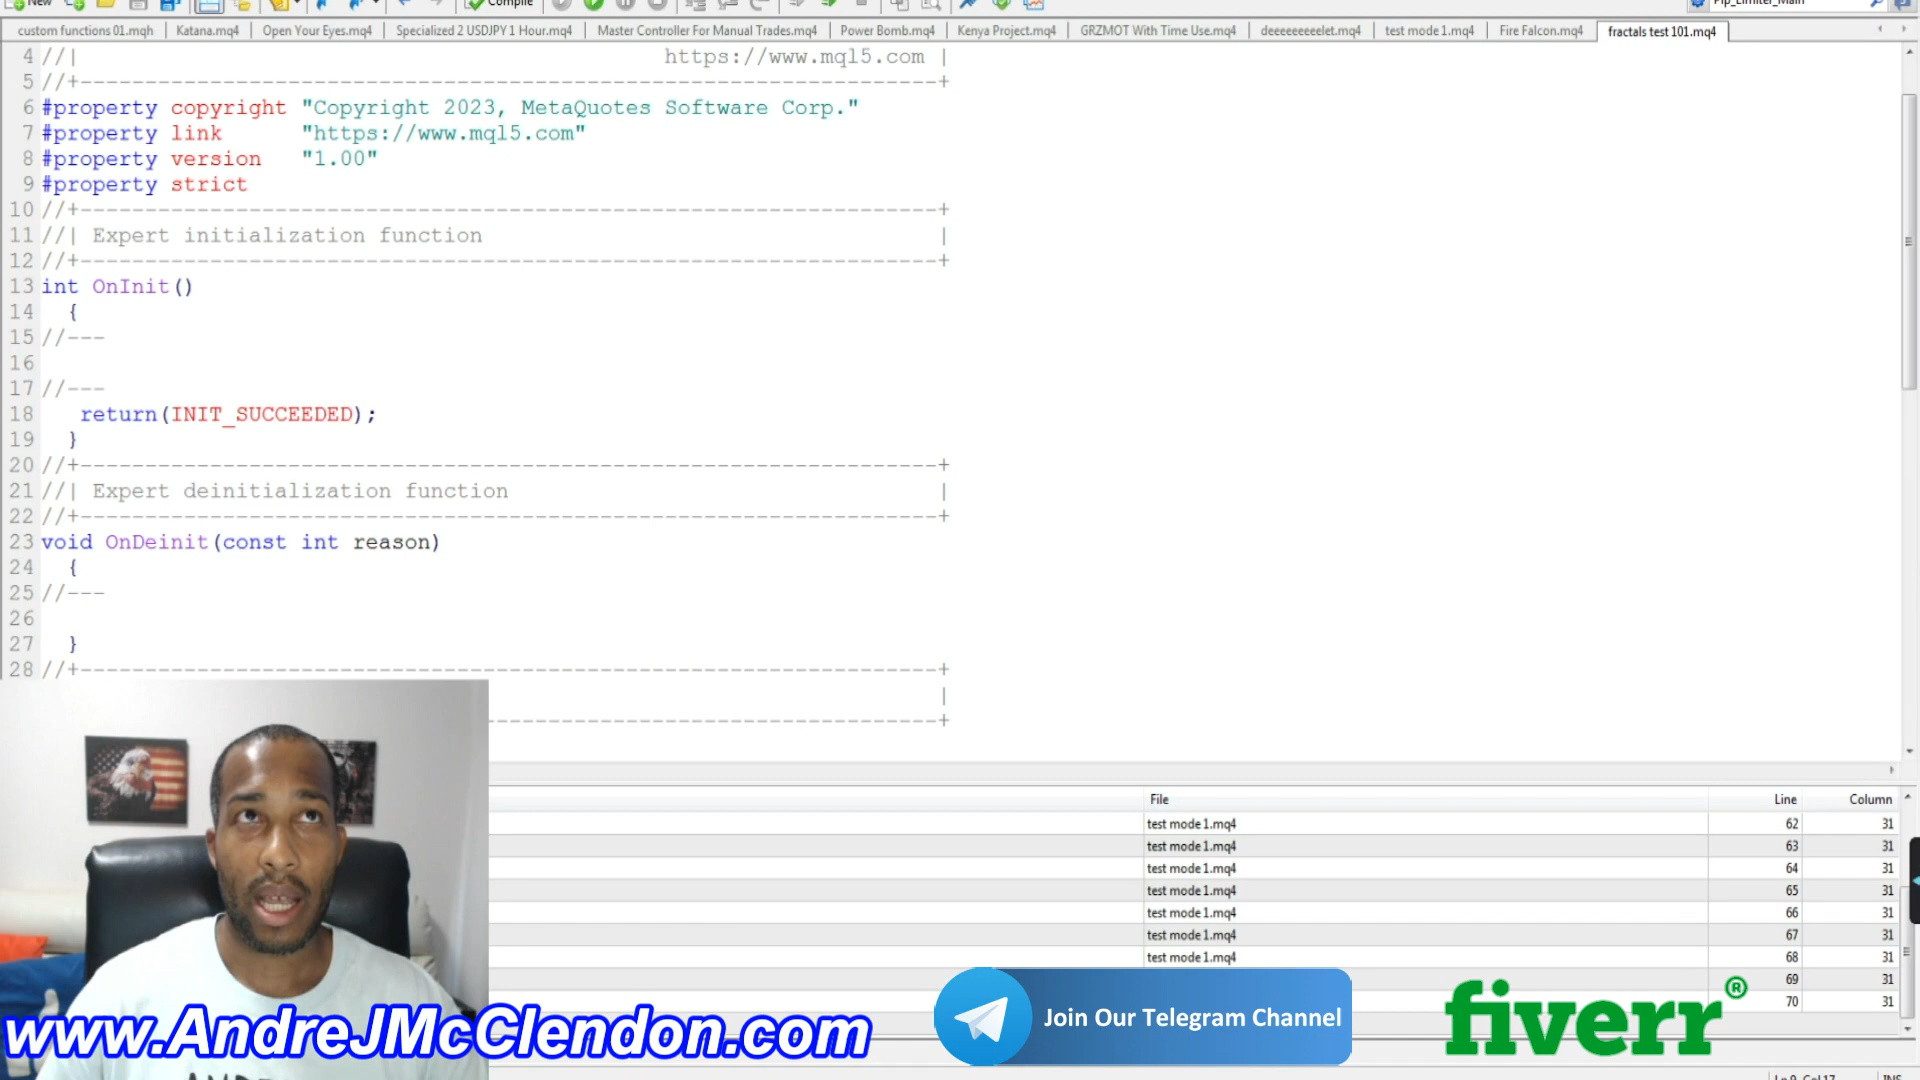 New
Compile
Pip_Limiter_Main
custom functions 01.mqh Katana.mq4 Open Your Eyes.mq4 Specialized 2 USDJPY 1 Hour.mq4 Master Controller For Manual Trades.mq4 Power Bomb.mq4 Kenya Project.mq4 GRZMOT With Time Use.mq4 deeeeeeeelet.mq4 test mode 1.mq4 Fire Falcon.mq4 fractals test 101.mq4
4 //| https://www.mql5.com |
5 //+------------------------------------------------------------------+
6 #property copyright "Copyright 2023, MetaQuotes Software Corp."
7 #property link "https://www.mql5.com"
8 #property version "1.00"
9 #property strict
10 //+------------------------------------------------------------------+
11 //| Expert initialization function |
12 //+------------------------------------------------------------------+
13 int OnInit()
14 {
15 //---
16
17 //---
18 return(INIT_SUCCEEDED);
19 }
20 //+------------------------------------------------------------------+
21 //| Expert deinitialization function |
22 //+------------------------------------------------------------------+
23 void OnDeinit(const int reason)
24 {
25 //---
26
27 }
28 //+------------------------------------------------------------------+
File Line Column
test mode 1.mq4 62 31
test mode 1.mq4 63 31
test mode 1.mq4 64 31
test mode 1.mq4 65 31
test mode 1.mq4 66 31
test mode 1.mq4 67 31
test mode 1.mq4 68 31
69 31
70 31
www.AndreJMcClendon.com
Join Our Telegram Channel
fiverr®